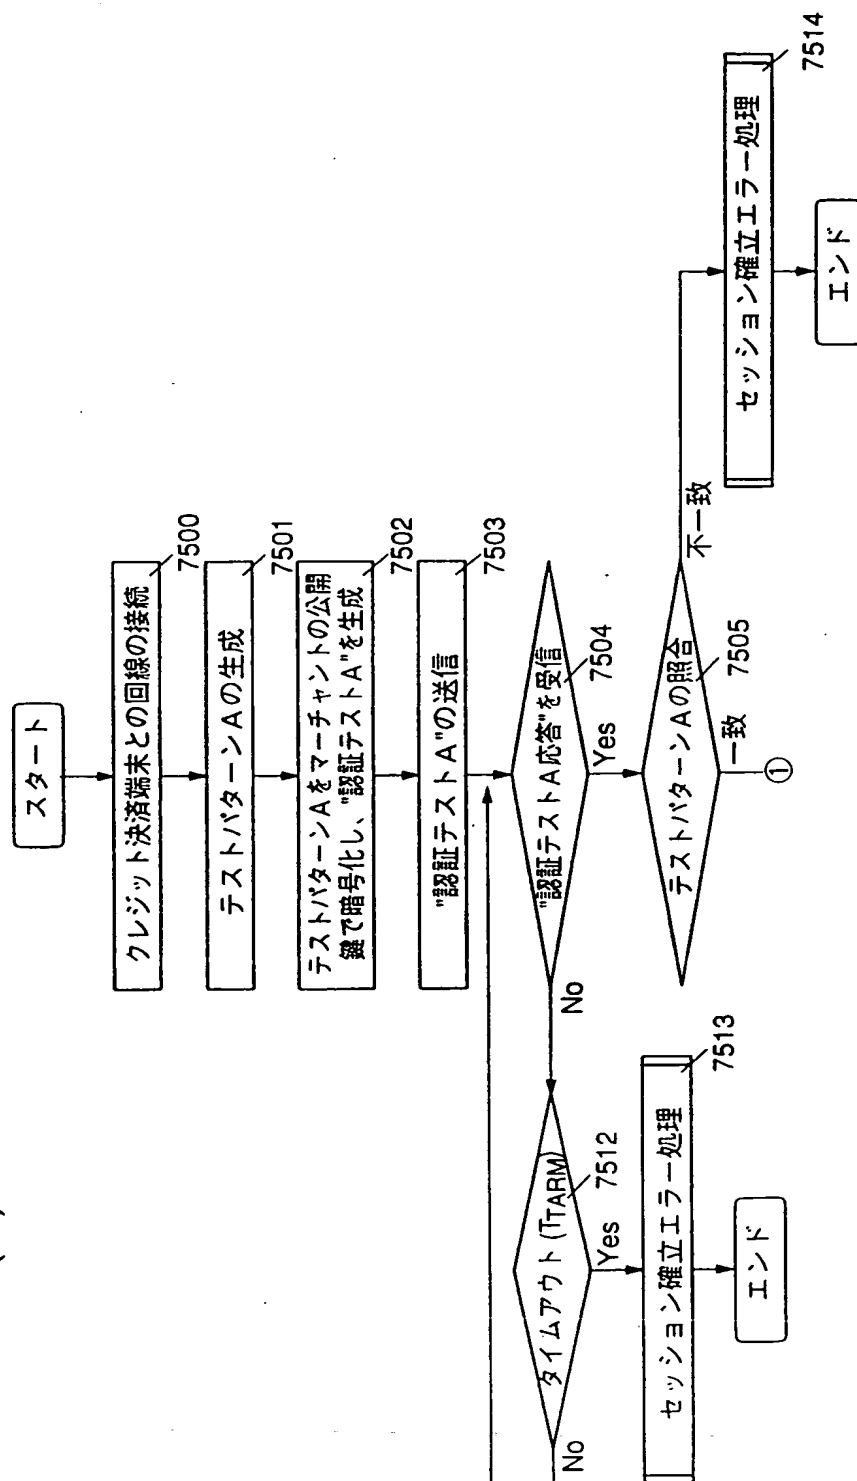 スタート
クレジット決済端末との回線の接続
7500
テストパターンAの生成
7501
テストパターンAをマーチャントの公開
鍵で暗号化し、"認証テストA"を生成
7502
"認証テストA"の送信
7503
"認証テストA応答"を受信
7504
Yes
No
テストパターンAの照合
7505
一致
不一致
①
タイムアウト(TTARM)
7512
Yes
No
セッション確立エラー処理
7513
エンド
セッション確立エラー処理
7514
エンド